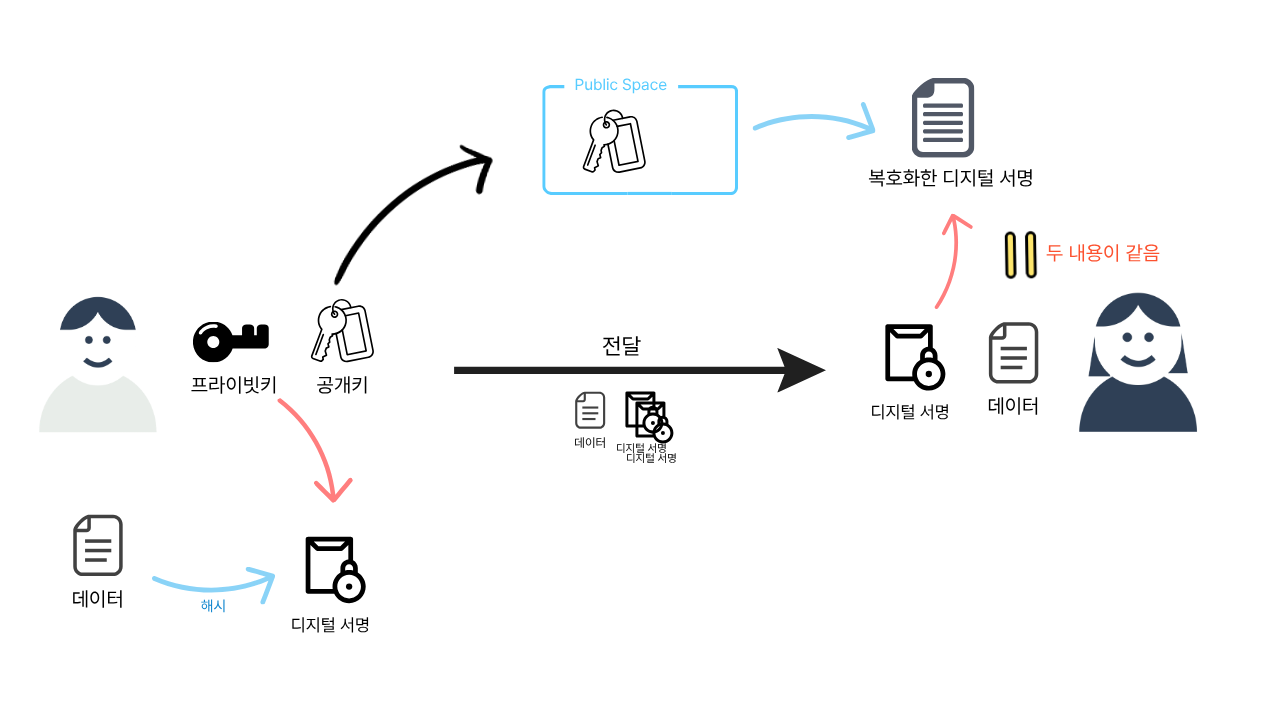 Public Space
복호화한 디지털 서명
두 내용이 같음
프라이빗키
공개키
전달
데이터
디지털 서명
디지털 서명
디지털 서명
데이터
데이터
해시
디지털 서명